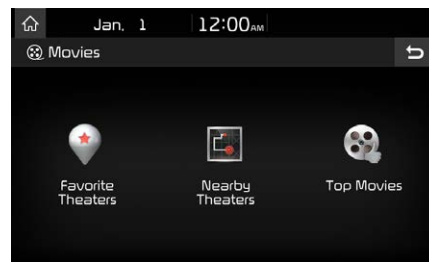 Jan. 1 12:00AM
Movies
Favorite
Theaters
Nearby
Theaters
Top Movies